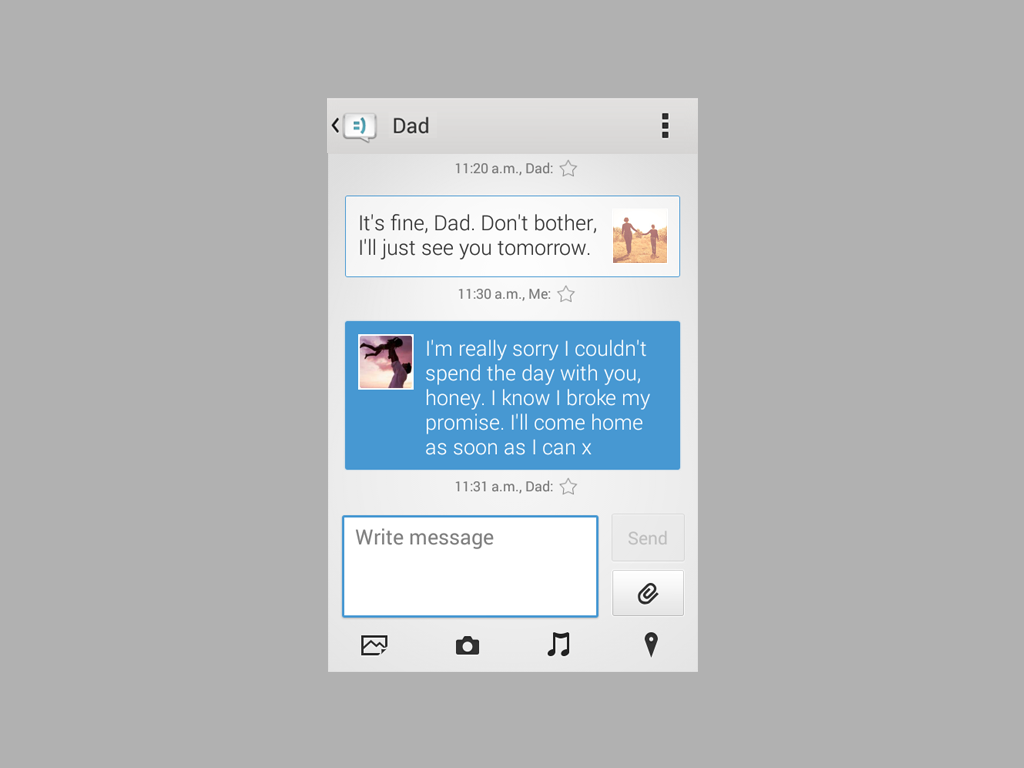 =)
Dad
11:20 a.m., Dad:
It's fine, Dad. Don't bother,
I'll just see you tomorrow.
11:30 a.m., Me:
I'm really sorry I couldn't
spend the day with you,
honey. I know I broke my
promise. I'll come home
as soon as I can x
11:31 a.m., Dad:
Write message
Send